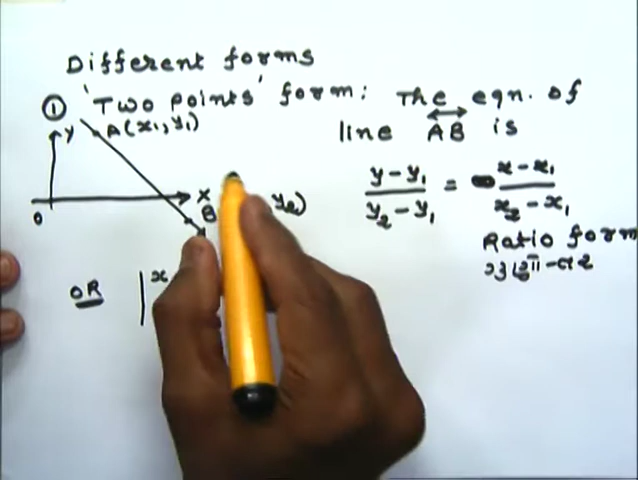 Different forms
① 'Two points' form: The eqn. of
line AB is
Y
A(x₁, y₁)
X
0
B y₂)
(y-y₁)/(y₂-y₁) = (x-x₁)/(x₂-x₁)
Ratio form
OR |x